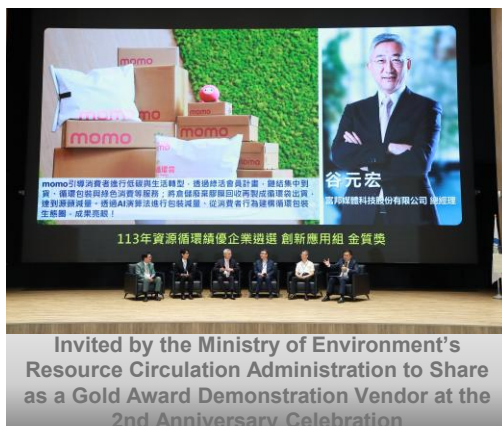 momo
momo
momo
momo
momo
momo引導消費者進行低碳與生活轉型，透過綠活會員計畫，鏈結集中到
貨、循環包裝與綠色消費等服務；將倉儲廢棄膠膜回收再製成循環袋出貨，
達到源頭減量。透過AI演算法進行包裝減量，從消費者行為建構循環包裝
生態圈，成果亮眼！
谷元宏
富邦媒體科技股份有限公司 總經理
113年資源循環績優企業遴選 創新應用組 金質獎
Invited by the Ministry of Environment’s
Resource Circulation Administration to Share
as a Gold Award Demonstration Vendor at the
2nd Anniversary Celebration